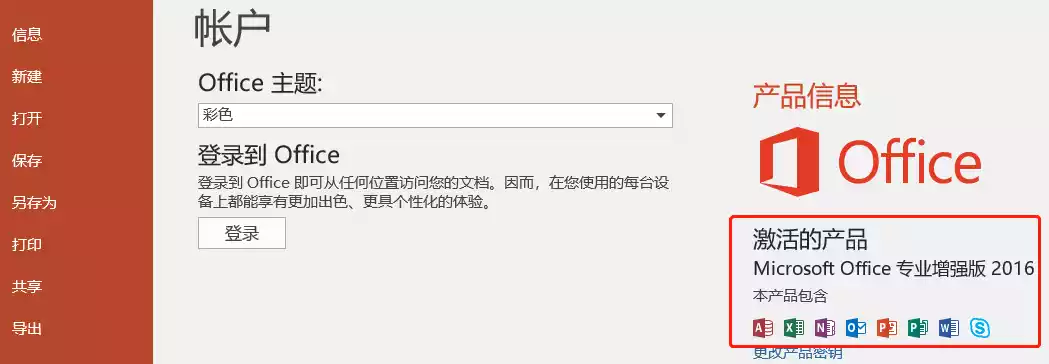 信息
新建
打开
保存
另存为
打印
共享
导出
帐户
Office 主题:
彩色
登录到 Office
登录到 Office 即可从任何位置访问您的文档。因而，在您使用的每台设
备上都能享有更加出色、更具个性化的体验。
登录
产品信息
Office
激活的产品
Microsoft Office 专业增强版 2016
本产品包含
更改产品密钥